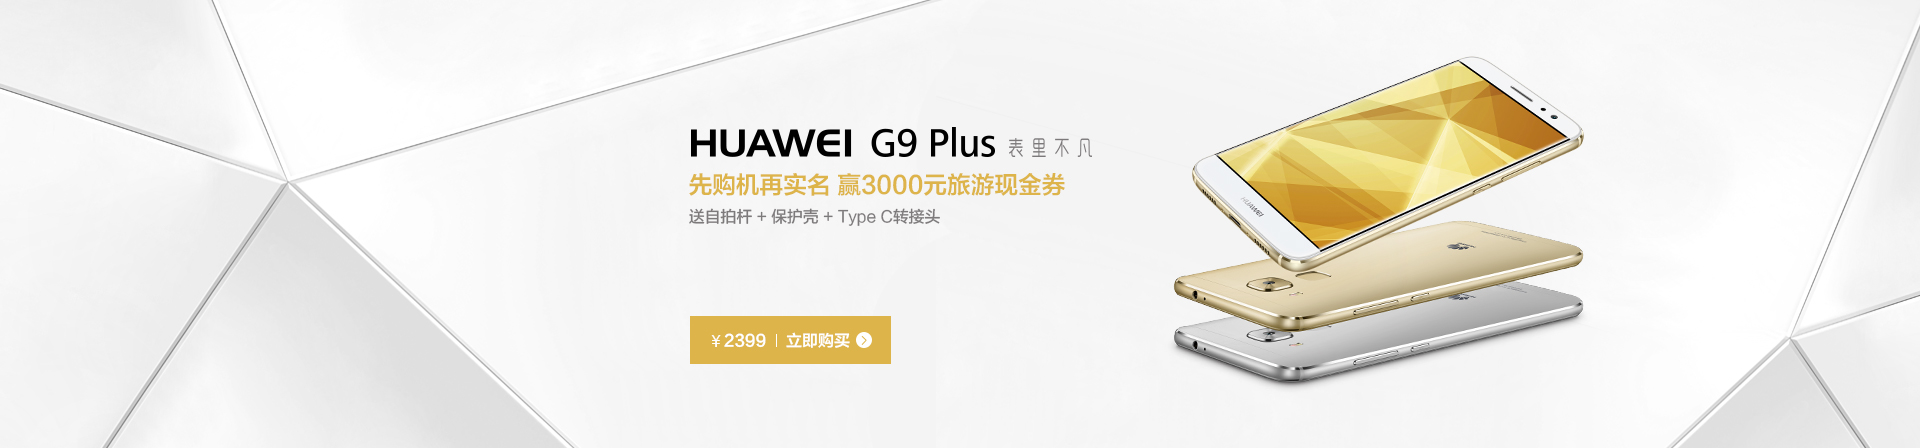 HUAWEI G9 Plus 表里不凡
先购机再实名 赢3000元旅游现金券
送自拍杆 + 保护壳 + Type C转接头
¥2399 | 立即购买
HUAWEI